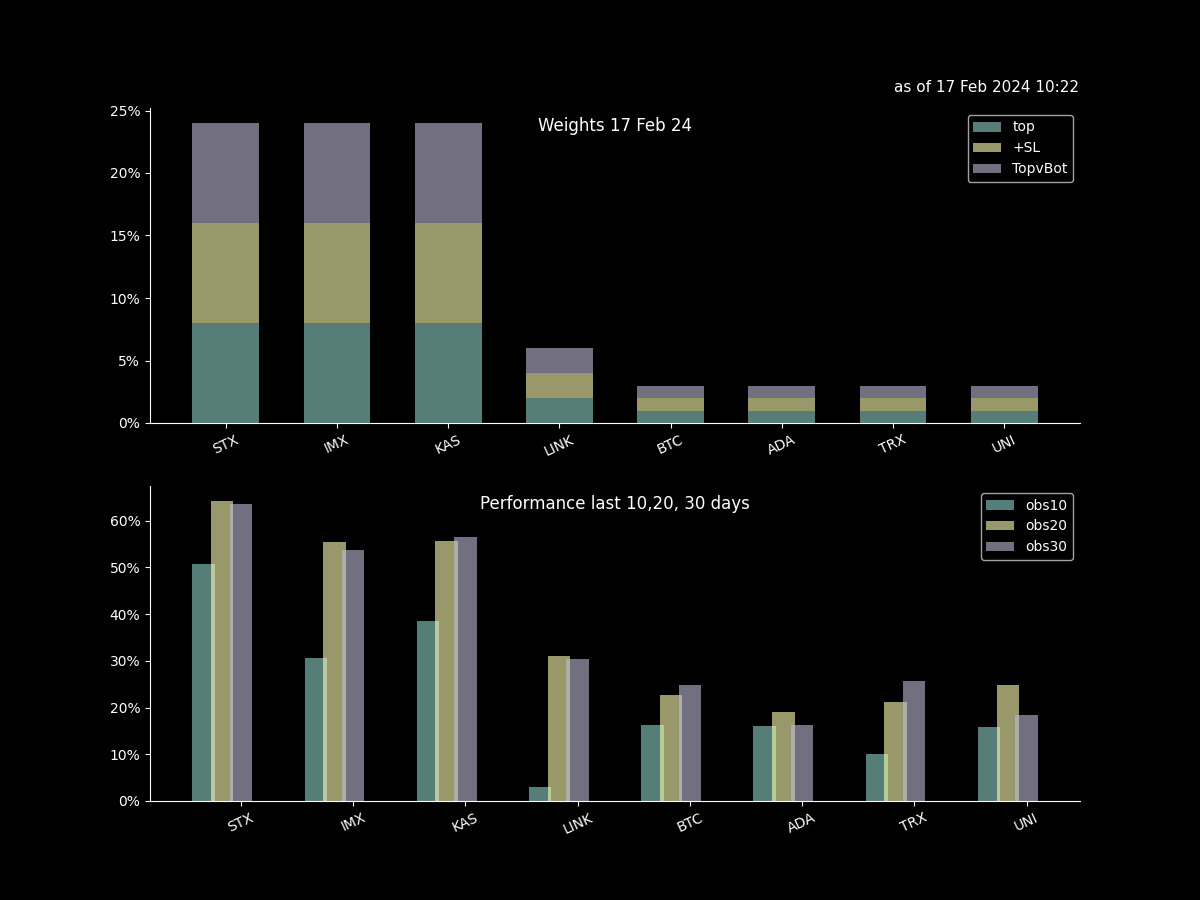 as of 17 Feb 2024 10:22
Weights 17 Feb 24
25%
20%
15%
10%
5%
0%
top
+SL
TopvBot
STX IMX KAS LINK BTC ADA TRX UNI
Performance last 10,20, 30 days
60%
50%
40%
30%
20%
10%
0%
obs10
obs20
obs30
STX IMX KAS LINK BTC ADA TRX UNI